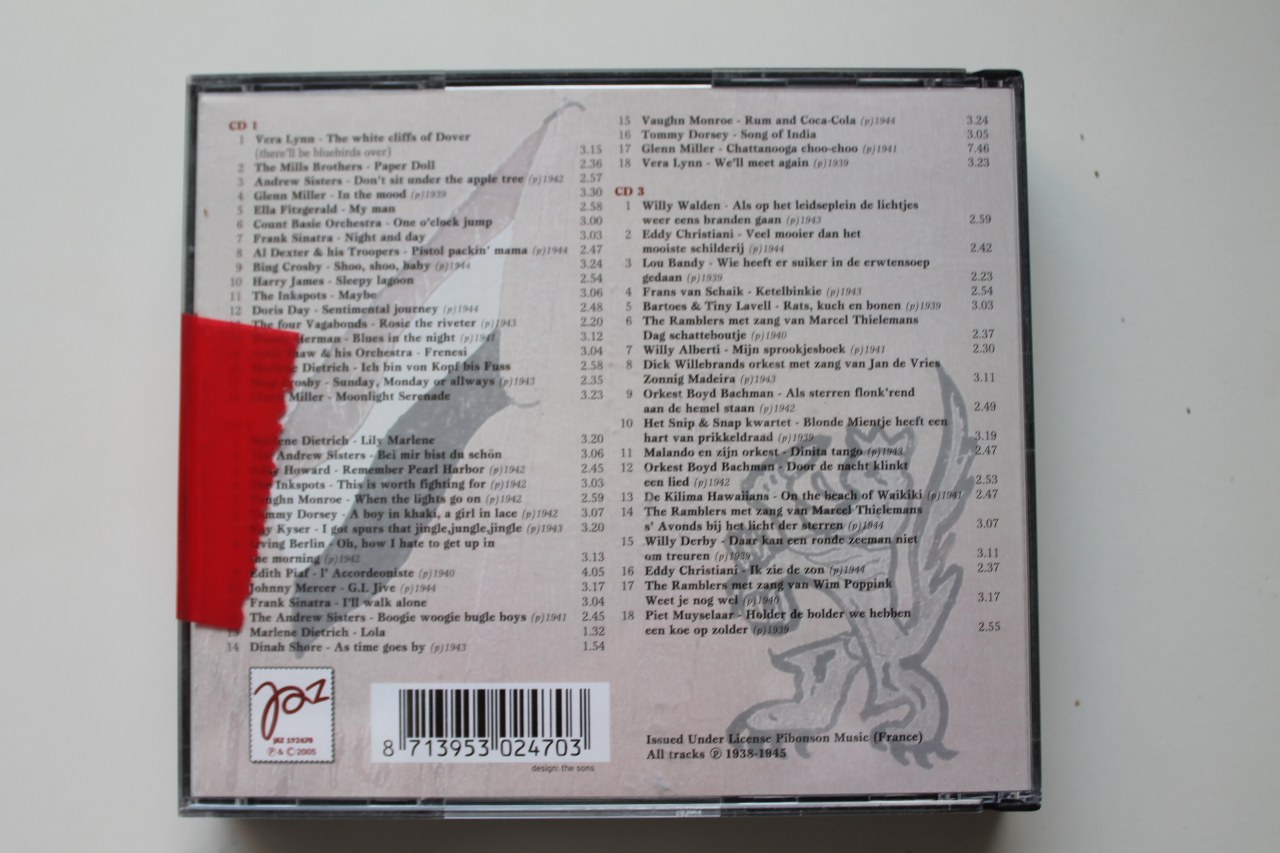 CD 1
1 Vera Lynn - The white cliffs of Dover
(there'll be bluebirds over) 3.15
2 The Mills Brothers - Paper Doll 2.36
3 Andrew Sisters - Don't sit under the apple tree (p)1942 2.57
4 Glenn Miller - In the mood (p)1939 3.30
5 Ella Fitzgerald - My man 2.58
6 Count Basie Orchestra - One o'clock jump 3.00
7 Frank Sinatra - Night and day 3.03
8 Al Dexter & his Troopers - Pistol packin' mama (p)1944 2.47
9 Bing Crosby - Shoo, shoo, baby (p)1944 3.24
10 Harry James - Sleepy lagoon 2.54
11 The Inkspots - Maybe 3.06
12 Doris Day - Sentimental journey (p)1944 2.48
The four Vagabonds - Rosie the riveter (p)1943 2.20
Herman - Blues in the night (p)1941 3.12
& his Orchestra - Frenesi 3.04
Dietrich - Ich bin von Kopf bis Fuss 2.58
Crosby - Sunday, Monday or allways (p)1943 2.35
Miller - Moonlight Serenade 3.23
Dietrich - Lily Marlene 3.20
Andrew Sisters - Bei mir bist du schön 3.06
Howard - Remember Pearl Harbor (p)1942 2.45
Inkspots - This is worth fighting for (p)1942 3.03
Monroe - When the lights go on (p)1942 2.59
Dorsey - A boy in khaki, a girl in lace (p)1942 3.07
Kyser - I got spurs that jingle,jungle,jingle (p)1943 3.20
Berlin - Oh, how I hate to get up in
morning (p)1942 3.13
Edith Piaf - l' Accordeoniste (p)1940 4.05
Johnny Mercer - G.I. Jive (p)1944 3.17
Frank Sinatra - I'll walk alone 3.04
The Andrew Sisters - Boogie woogie bugle boys (p)1941 2.45
13 Marlene Dietrich - Lola 1.32
14 Dinah Shore - As time goes by (p)1943 1.54
15 Vaughn Monroe - Rum and Coca-Cola (p)1944 3.24
16 Tommy Dorsey - Song of India 3.05
17 Glenn Miller - Chattanooga choo-choo (p)1941 7.46
18 Vera Lynn - We'll meet again (p)1939 3.23
CD 3
1 Willy Walden - Als op het leidseplein de lichtjes
weer eens branden gaan (p)1943 2.59
2 Eddy Christiani - Veel mooier dan het
mooiste schilderij (p)1944 2.42
3 Lou Bandy - Wie heeft er suiker in de erwtensoep
gedaan (p)1939 2.23
4 Frans van Schaik - Ketelbinkie (p)1943 2.54
5 Bartoes & Tiny Lavell - Rats, kuch en bonen (p)1939 3.03
6 The Ramblers met zang van Marcel Thielemans
Dag schatteboutje (p)1940 2.37
7 Willy Alberti - Mijn sprookjesboek (p)1941 2.30
8 Dick Willebrands orkest met zang van Jan de Vries
Zonnig Madeira (p)1943 3.11
9 Orkest Boyd Bachman - Als sterren flonk'rend
aan de hemel staan (p)1942 2.49
10 Het Snip & Snap kwartet - Blonde Mientje heeft een
hart van prikkeldraad (p)1939 3.19
11 Malando en zijn orkest - Dinita tango (p)1943 2.47
12 Orkest Boyd Bachman - Door de nacht klinkt
een lied (p)1942 2.53
13 De Kilima Hawaiians - On the beach of Waikiki (p)1941 2.47
14 The Ramblers met zang van Marcel Thielemans
s' Avonds bij het licht der sterren (p)1944 3.07
15 Willy Derby - Daar kan een ronde zeeman niet
om treuren (p)1939 3.11
16 Eddy Christiani - Ik zie de zon (p)1944 2.37
17 The Ramblers met zang van Wim Poppink
Weet je nog wel (p)1940 3.17
18 Piet Muyselaar - Holder de bolder we hebben
een koe op zolder (p)1939 2.55
Jaz
JAZ 592470
℗ & © 2005
8 713953 024703
design: the sons
Issued Under License Pibonson Music (France)
All tracks ℗ 1938-1945